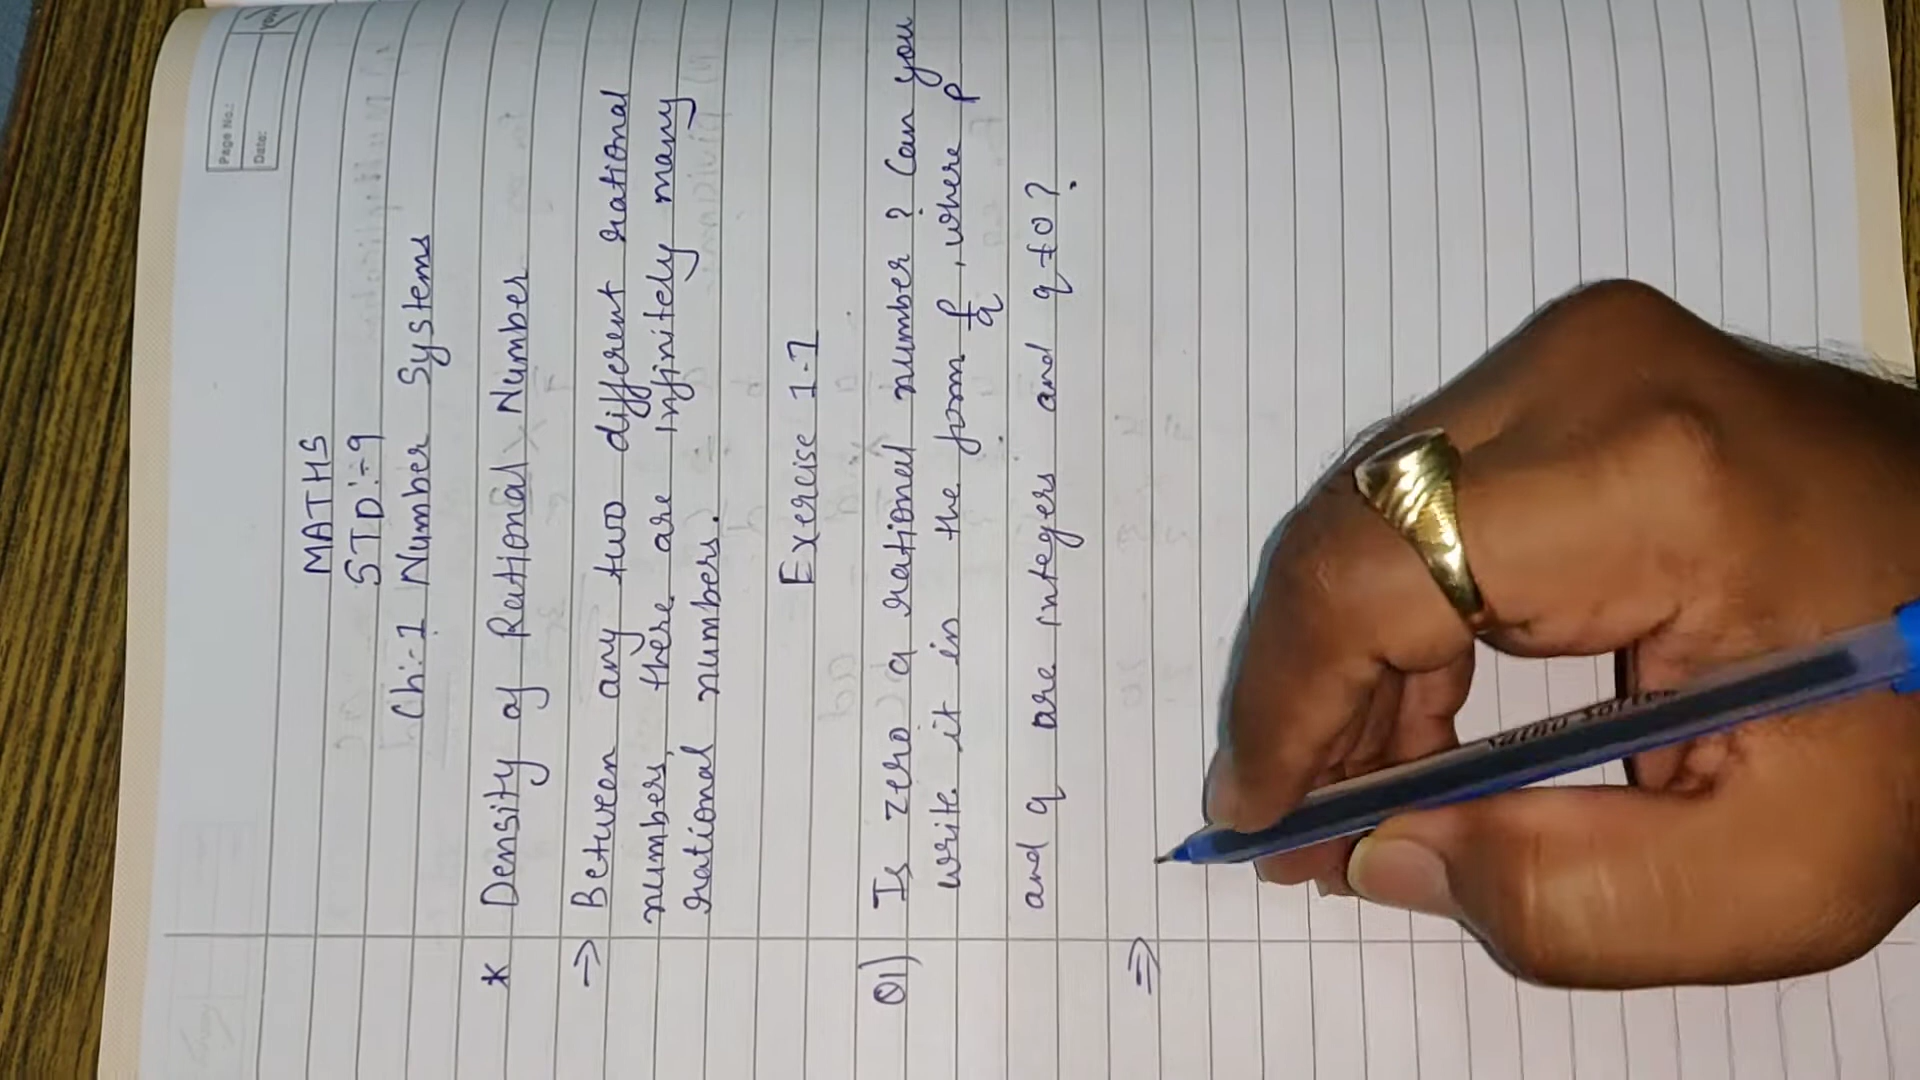 Page No.:
Date:
MATHS
STD:-9
Ch:-1 Number Systems
* Density of Rational Number
→ Between any two different rational
numbers, there are infinitely many
rational numbers.
Exercise 1.1
Q1) Is zero a rational number? Can you
write it in the form p/q, where p
and q are integers and q≠0?
⇒